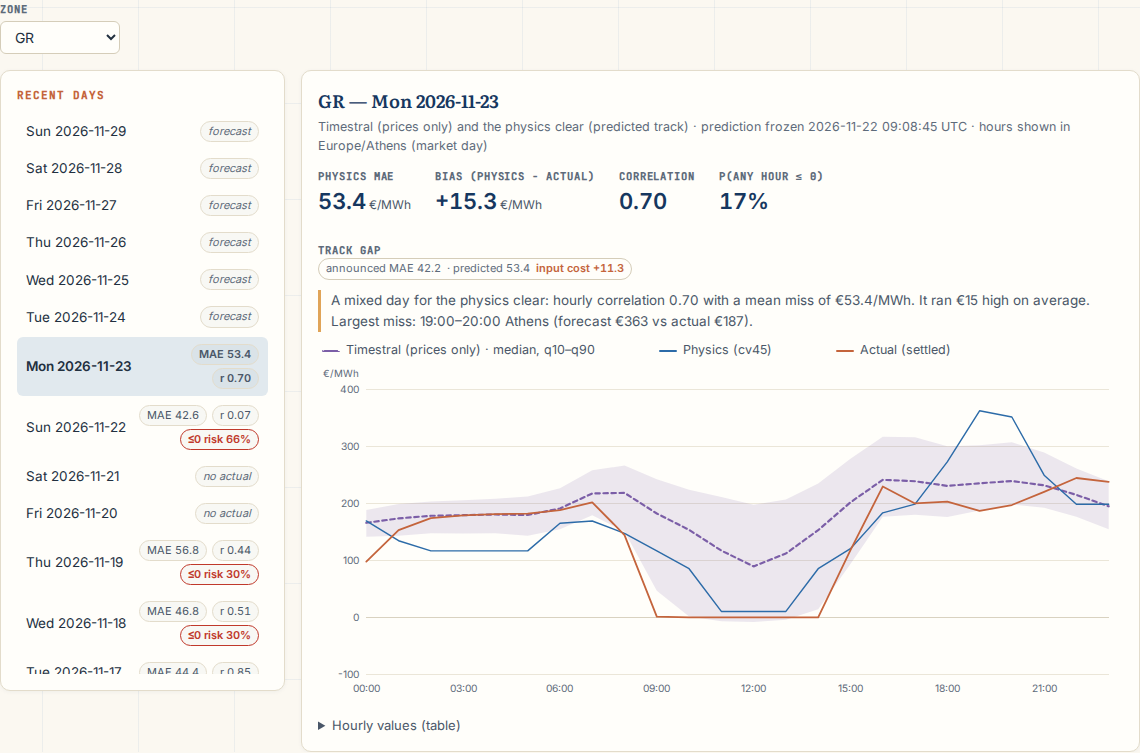 ZONE
GR
RECENT DAYS
Sun 2026-11-29 forecast
Sat 2026-11-28 forecast
Fri 2026-11-27 forecast
Thu 2026-11-26 forecast
Wed 2026-11-25 forecast
Tue 2026-11-24 forecast
Mon 2026-11-23 MAE 53.4
r 0.70
Sun 2026-11-22 MAE 42.6 r 0.07
≤0 risk 66%
Sat 2026-11-21 no actual
Fri 2026-11-20 no actual
Thu 2026-11-19 MAE 56.8 r 0.44
≤0 risk 30%
Wed 2026-11-18 MAE 46.8 r 0.51
≤0 risk 30%
Tue 2026-11-17 MAE 44.4 r 0.85
GR — Mon 2026-11-23
Timestral (prices only) and the physics clear (predicted track) · prediction frozen 2026-11-22 09:08:45 UTC · hours shown in
Europe/Athens (market day)
PHYSICS MAE BIAS (PHYSICS - ACTUAL) CORRELATION P(ANY HOUR ≤ 0)
53.4 €/MWh +15.3 €/MWh 0.70 17%
TRACK GAP
announced MAE 42.2 · predicted 53.4 input cost +11.3
A mixed day for the physics clear: hourly correlation 0.70 with a mean miss of €53.4/MWh. It ran €15 high on average.
Largest miss: 19:00–20:00 Athens (forecast €363 vs actual €187).
Timestral (prices only) · median, q10–q90 Physics (cv45) Actual (settled)
€/MWh
400
300
200
100
0
-100
00:00 03:00 06:00 09:00 12:00 15:00 18:00 21:00
▶ Hourly values (table)